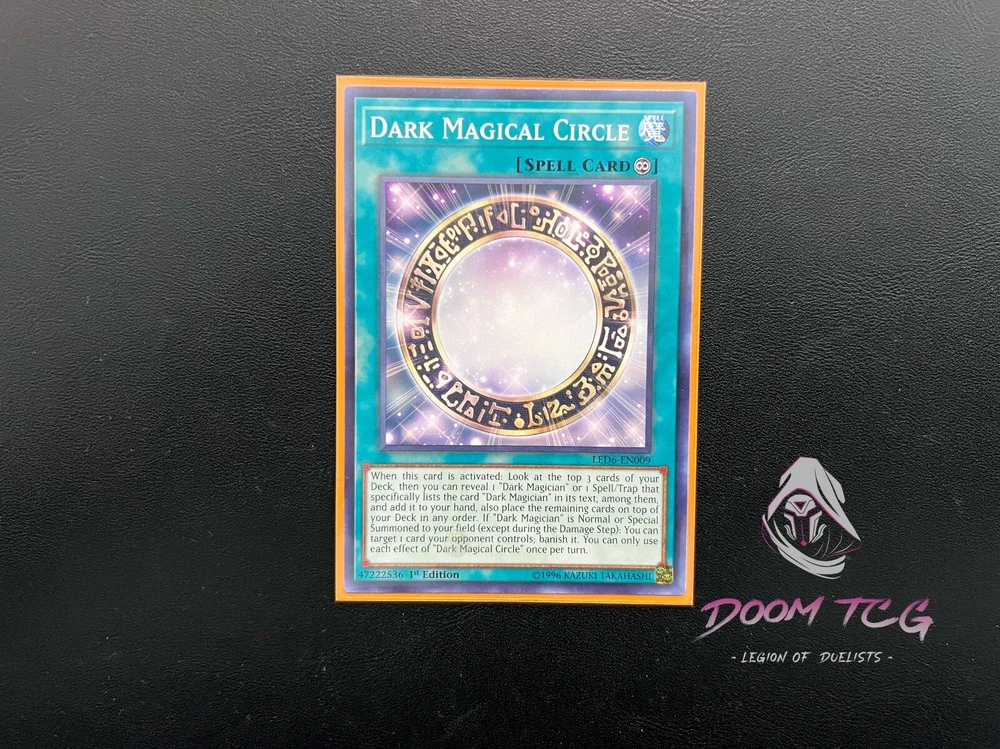 DARK MAGICAL CIRCLE 魔
[SPELL CARD]
LED6-EN009
When this card is activated: Look at the top 3 cards of your
Deck, then you can reveal 1 "Dark Magician" or 1 Spell/Trap that
specifically lists the card "Dark Magician" in its text, among them,
and add it to your hand, also place the remaining cards on top of
your Deck in any order. If "Dark Magician" is Normal or Special
Summoned to your field (except during the Damage Step): You can
target 1 card your opponent controls; banish it. You can only use
each effect of "Dark Magical Circle" once per turn.
47222536 1st Edition ©1996 KAZUKI TAKAHASHI
DOOM TCG
- LEGION OF DUELISTS -